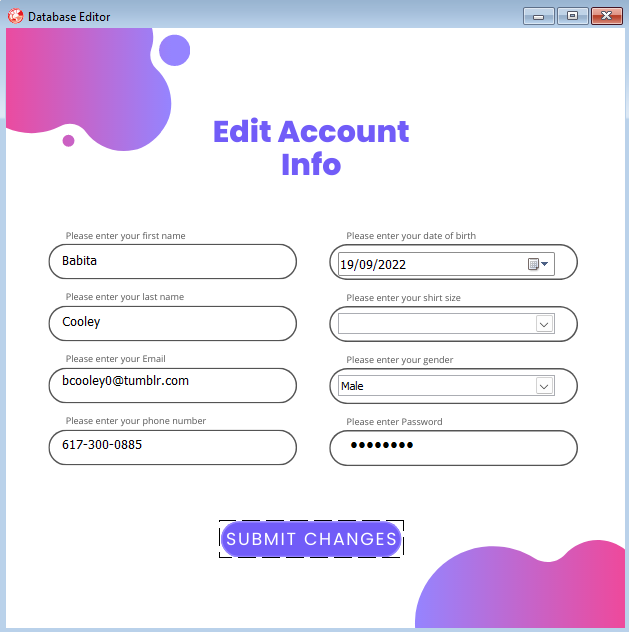 Database Editor
Edit Account
Info
Please enter your first name
Babita
Please enter your date of birth
19/09/2022
Please enter your last name
Cooley
Please enter your shirt size
Please enter your Email
bcooley0@tumblr.com
Please enter your gender
Male
Please enter your phone number
617-300-0885
Please enter Password
●●●●●●●●
SUBMIT CHANGES